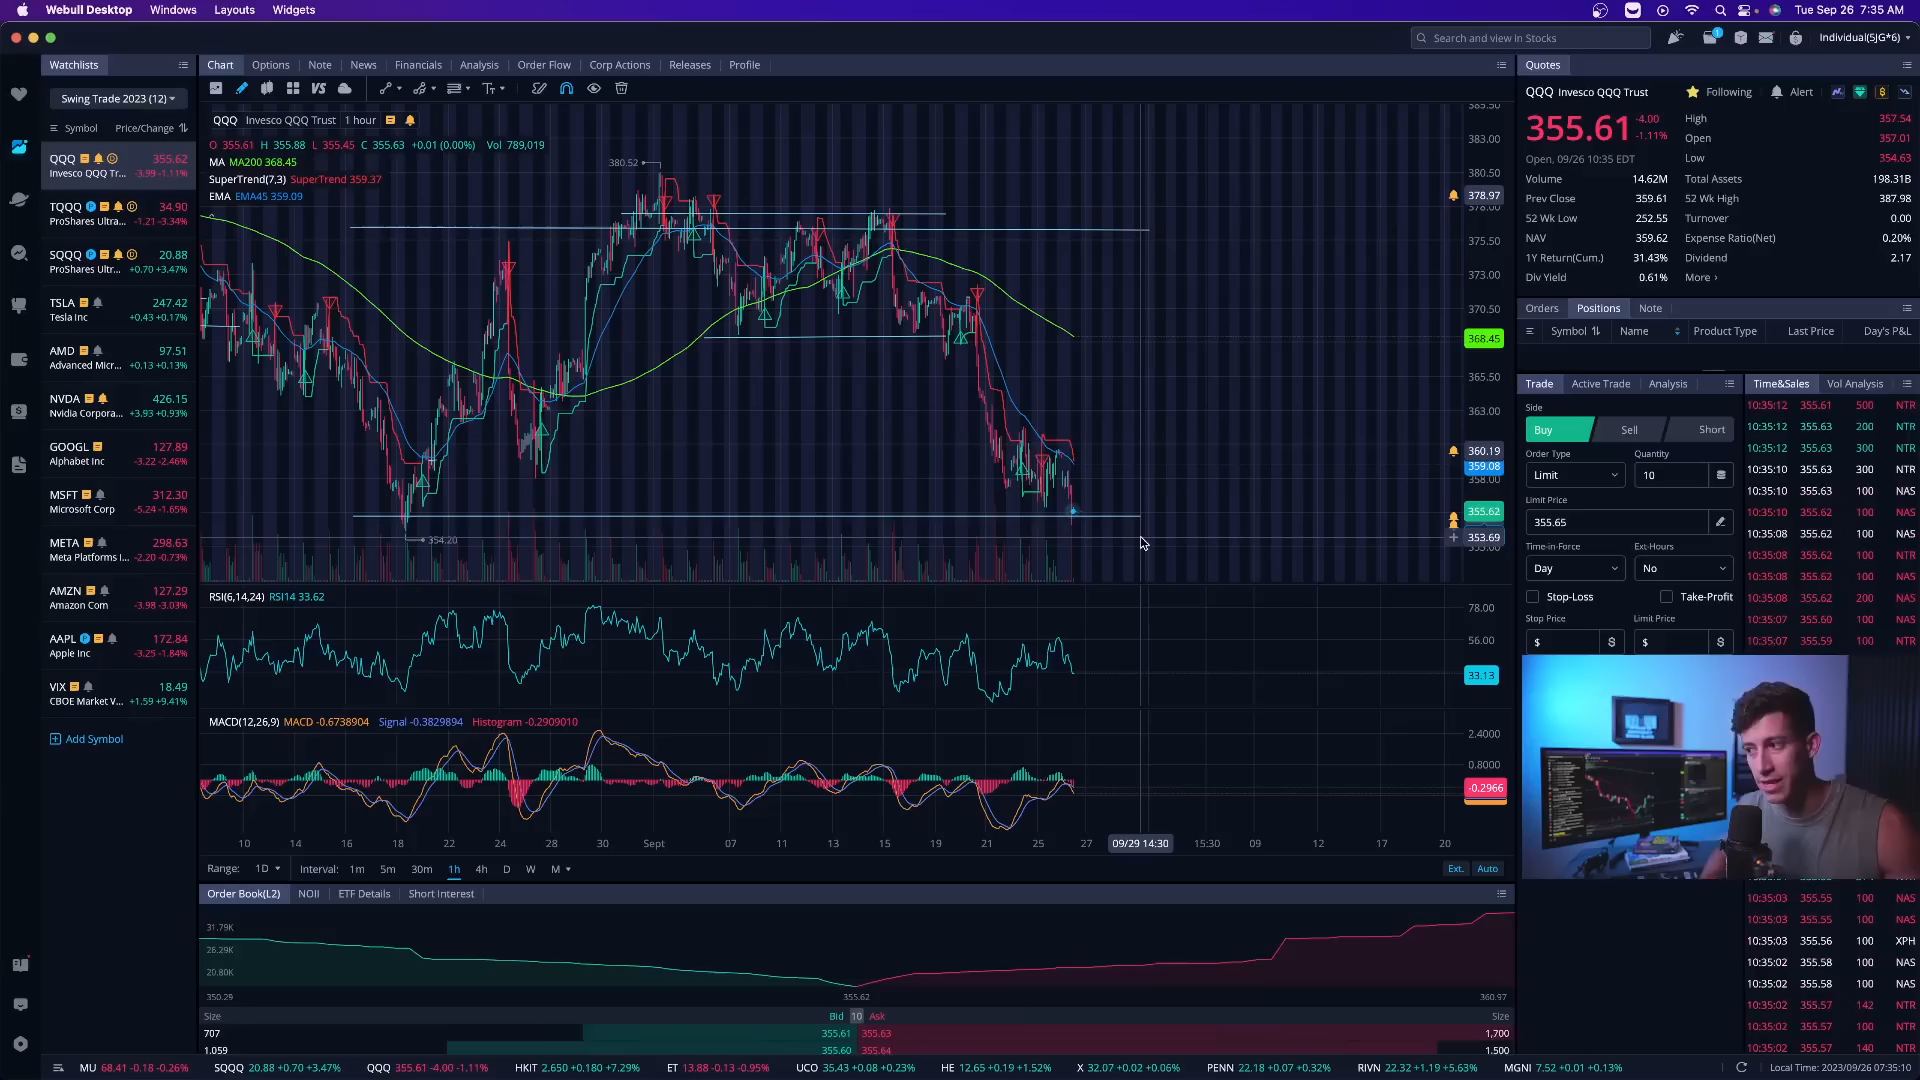 Webull Desktop Windows Layouts Widgets
Tue Sep 26 7:35 AM
Search and view in Stocks
1
Individual(5JG*6)
Watchlists
Swing Trade 2023 (12)
Symbol Price/Change
QQQ 355.62
Invesco QQQ Tr... -3.99 -1.11%
TQQQ 34.90
ProShares Ultra... -1.21 -3.34%
SQQQ 20.88
ProShares Ultr... +0.70 +3.47%
TSLA 247.42
Tesla Inc +0.43 +0.17%
AMD 97.51
Advanced Micr... +0.13 +0.13%
NVDA 426.15
Nvidia Corpora... +3.93 +0.93%
GOOGL 127.89
Alphabet Inc -3.22 -2.46%
MSFT 312.30
Microsoft Corp -5.24 -1.65%
META 298.63
Meta Platforms I... -2.20 -0.73%
AMZN 127.29
Amazon Com -3.98 -3.03%
AAPL 172.84
Apple Inc -3.25 -1.84%
VIX 18.49
CBOE Market V... +1.59 +9.41%
Add Symbol
Chart Options Note News Financials Analysis Order Flow Corp Actions Releases Profile
VS
QQQ Invesco QQQ Trust 1 hour
O 355.61 H 355.88 L 355.45 C 355.63 +0.01 (0.00%) Vol 789,019
MA MA200 368.45
SuperTrend(7,3) SuperTrend 359.37
EMA EMA45 359.09
380.52
354.20
385.50
383.00
380.50
378.97
378.00
375.50
373.00
370.50
368.45
365.50
363.00
360.19
359.08
358.00
355.62
353.69
RSI(6,14,24) RSI14 33.62
78.00
56.00
33.13
MACD(12,26,9) MACD -0.6738904 Signal -0.3829894 Histogram -0.2909010
2.4000
0.8000
-0.2966
10 14 16 18 22 24 28 30 Sept 07 11 13 15 19 21 25 27 09/29 14:30 15:30 09 12 17 20
Range: 1D Interval: 1m 5m 30m 1h 4h D W M Ext. Auto
Order Book(L2) NOII ETF Details Short Interest
31.79K
26.29K
20.80K
350.29 355.62 360.97
Size Bid 10 Ask Size
707 355.61 355.63 1,700
1,059 355.60 355.64 1,500
Quotes
QQQ Invesco QQQ Trust Following Alert
355.61 -4.00
-1.11%
Open, 09/26 10:35 EDT
High 357.54
Open 357.01
Low 354.63
Volume 14.62M Total Assets 198.31B
Prev Close 359.61 52 Wk High 387.98
52 Wk Low 252.55 Turnover 0.00
NAV 359.62 Expense Ratio(Net) 0.20%
1Y Return(Cum.) 31.43% Dividend 2.17
Div Yield 0.61% More
Orders Positions Note
Symbol Name Product Type Last Price Day's P&L
Trade Active Trade Analysis
Side
Buy Sell Short
Order Type Quantity
Limit 10
Limit Price
355.65
Time-in-Force Ext-Hours
Day No
Stop-Loss Take-Profit
Stop Price Limit Price
$ $ $ $
Time&Sales Vol Analysis
10:35:12 355.61 500 NTR
10:35:12 355.63 200 NTR
10:35:12 355.63 300 NTR
10:35:10 355.63 300 NAS
10:35:10 355.63 100 NAS
10:35:10 355.62 100 NTR
10:35:08 355.62 100 NAS
10:35:08 355.62 100 NTR
10:35:08 355.62 100 NTR
10:35:08 355.62 200 NTR
10:35:07 355.60 100 NTR
10:35:07 355.59 100 NTR
10:35:03 355.55 100 NAS
10:35:03 355.55 100 NAS
10:35:03 355.56 100 XPH
10:35:02 355.58 100 NAS
10:35:02 355.58 100 NAS
10:35:02 355.57 142 NTR
10:35:02 355.57 100 NTR
10:35:02 355.57 140 NTR
MU 68.41 -0.18 -0.26% SQQQ 20.88 +0.70 +3.47% QQQ 355.61 -4.00 -1.11% HKIT 2.650 +0.180 +7.29% ET 13.88 -0.13 -0.95% UCO 35.43 +0.08 +0.23% HE 12.65 +0.19 +1.52% X 32.07 +0.02 +0.06% PENN 22.18 +0.07 +0.32% RIVN 22.32 +1.19 +5.63% MGNI 7.52 +0.01 +0.13% Local Time: 2023/09/26 07:35:10